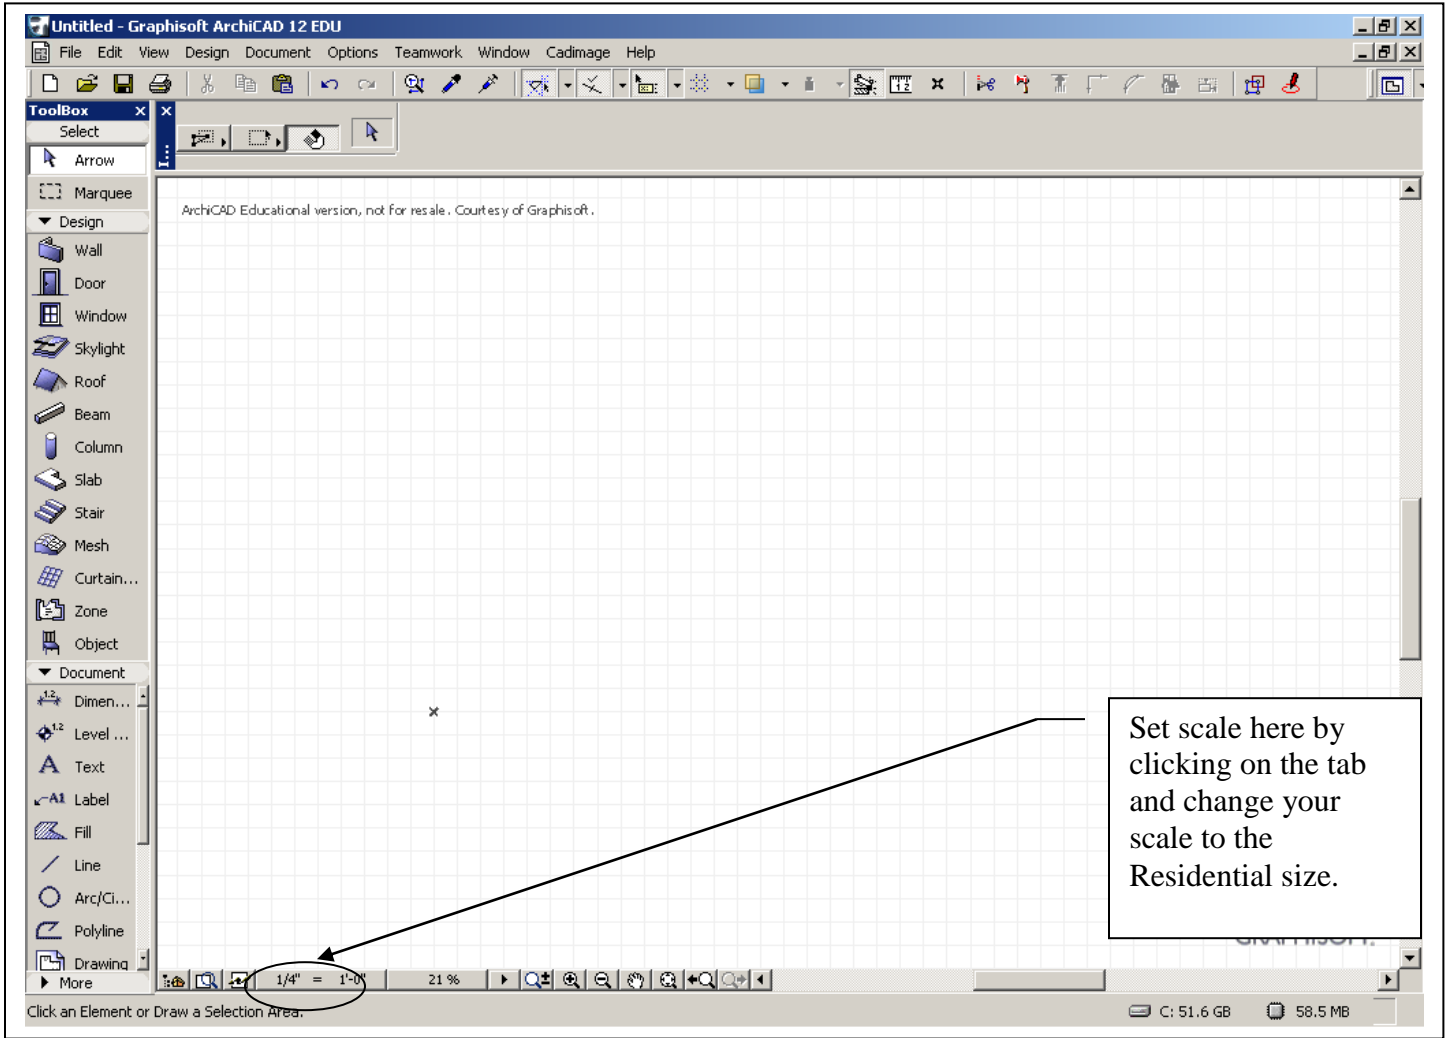 Untitled - Graphisoft ArchiCAD 12 EDU
File Edit View Design Document Options Teamwork Window Cadimage Help
ToolBox
Select
Arrow
Marquee
Design
Wall
Door
Window
Skylight
Roof
Beam
Column
Slab
Stair
Mesh
Curtain...
Zone
Object
Document
Dimen...
Level ...
Text
Label
Fill
Line
Arc/Ci...
Polyline
Drawing
More
ArchiCAD Educational version, not for resale. Courtesy of Graphisoft.
Set scale here by
clicking on the tab
and change your
scale to the
Residential size.
GRAPHISOFT.
1/4" = 1'-0"
21 %
Click an Element or Draw a Selection Area.
C: 51.6 GB
58.5 MB